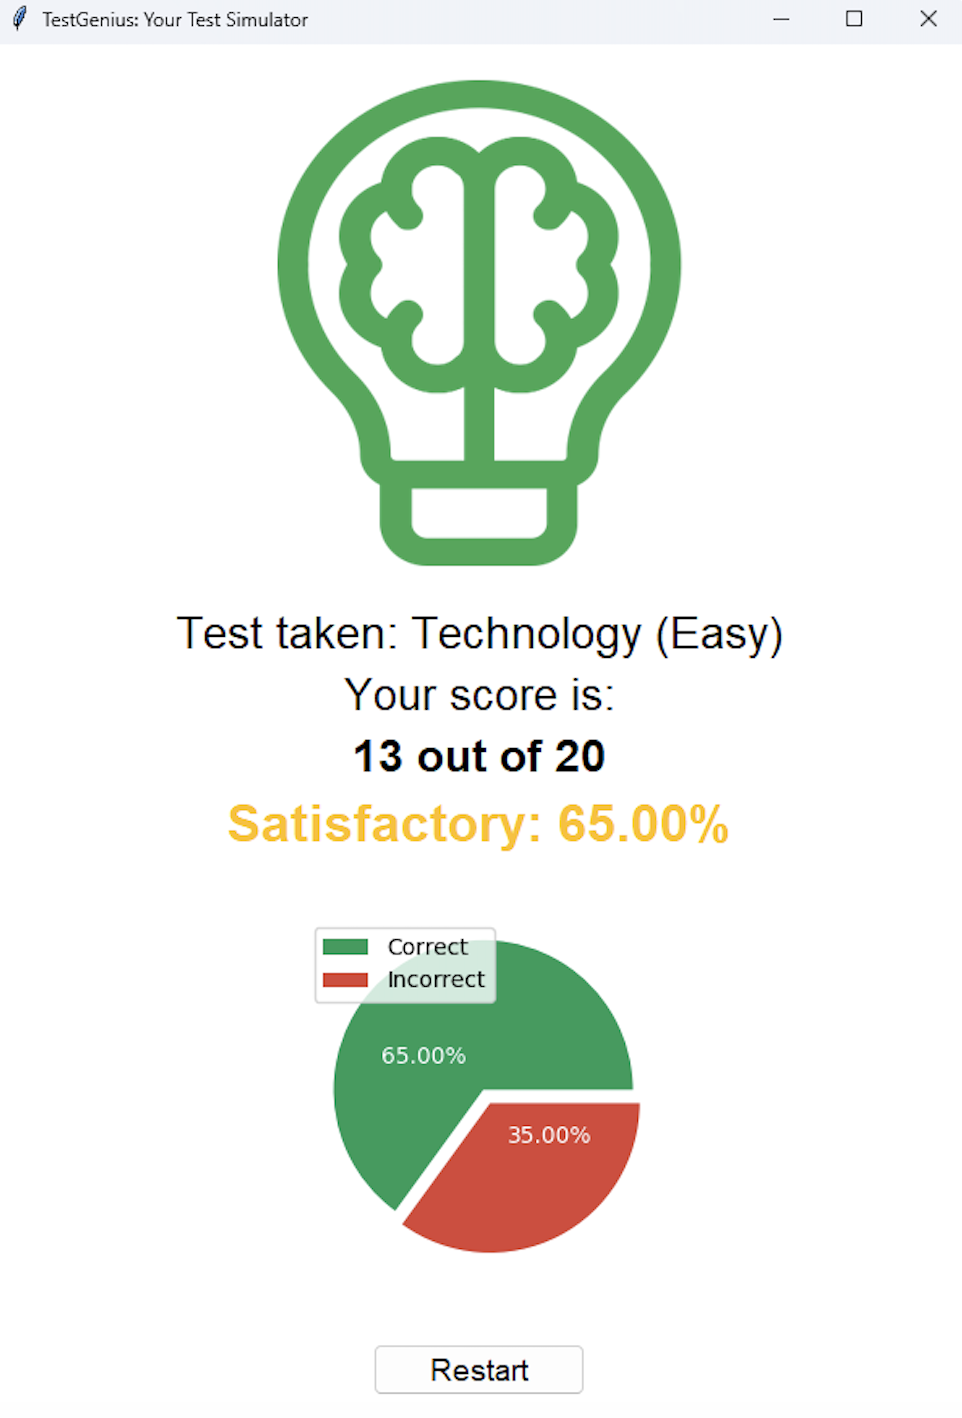 TestGenius: Your Test Simulator
Test taken: Technology (Easy)
Your score is:
13 out of 20
Satisfactory: 65.00%
Correct
Incorrect
65.00%
35.00%
Restart